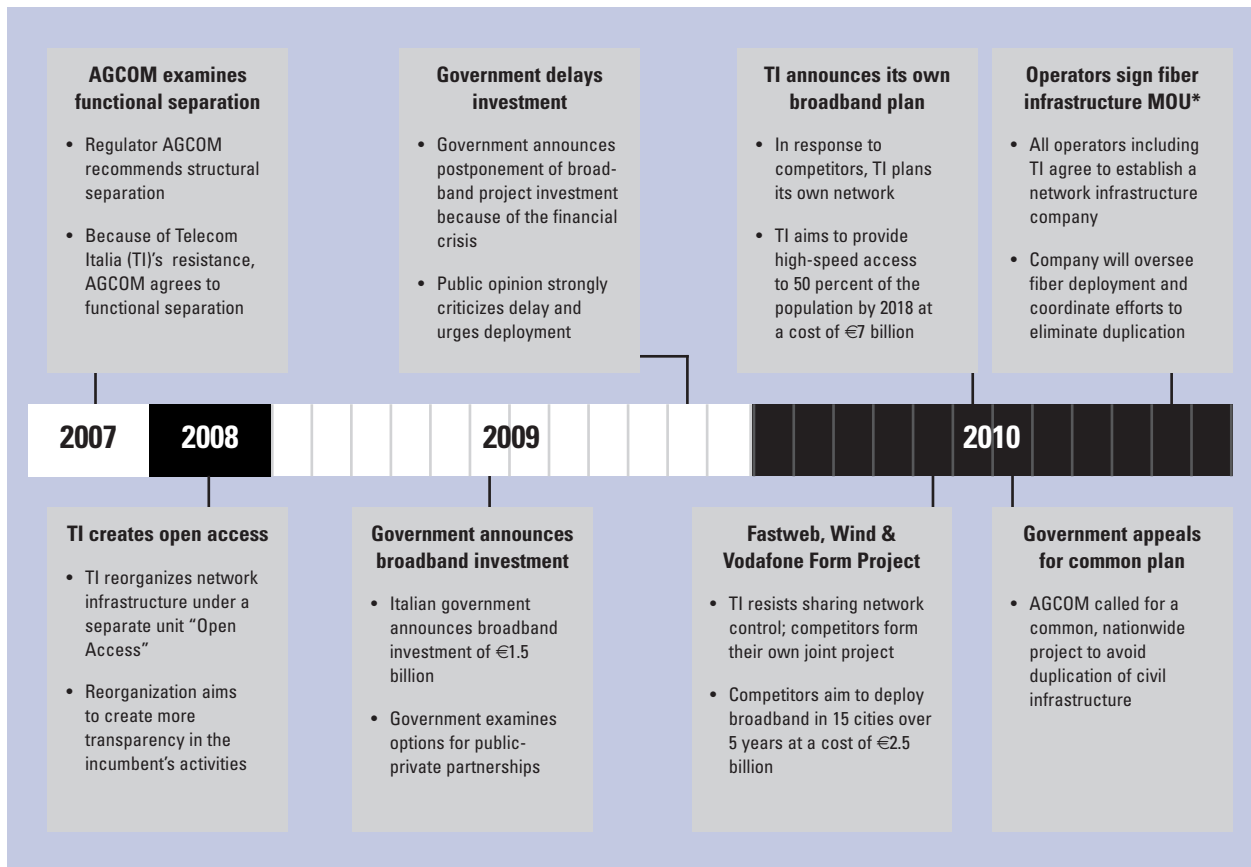 AGCOM examines
functional separation
• Regulator AGCOM
recommends structural
separation
• Because of Telecom
Italia (TI)'s resistance,
AGCOM agrees to
functional separation
Government delays
investment
• Government announces
postponement of broad-
band project investment
because of the financial
crisis
• Public opinion strongly
criticizes delay and
urges deployment
TI announces its own
broadband plan
• In response to
competitors, TI plans
its own network
• TI aims to provide
high-speed access
to 50 percent of the
population by 2018 at
a cost of €7 billion
Operators sign fiber
infrastructure MOU*
• All operators including
TI agree to establish a
network infrastructure
company
• Company will oversee
fiber deployment and
coordinate efforts to
eliminate duplication
2007 2008 2009 2010
TI creates open access
• TI reorganizes network
infrastructure under a
separate unit “Open
Access”
• Reorganization aims
to create more
transparency in the
incumbent's activities
Government announces
broadband investment
• Italian government
announces broadband
investment of €1.5
billion
• Government examines
options for public-
private partnerships
Fastweb, Wind &
Vodafone Form Project
• TI resists sharing network
control; competitors form
their own joint project
• Competitors aim to deploy
broadband in 15 cities over
5 years at a cost of €2.5
billion
Government appeals
for common plan
• AGCOM called for a
common, nationwide
project to avoid
duplication of civil
infrastructure